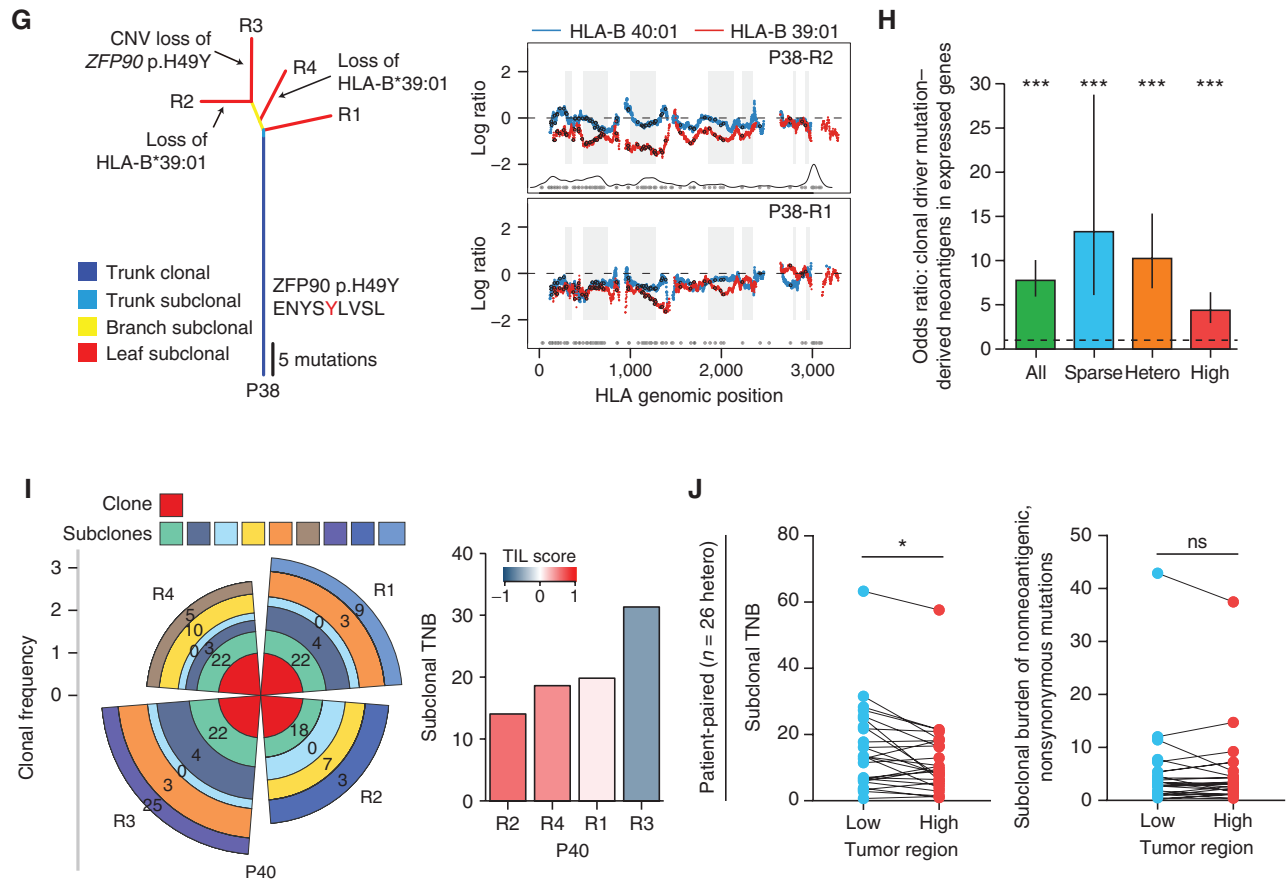 G
R3
CNV loss of
ZFP90 p.H49Y
R4
Loss of
HLA-B*39:01
R2
R1
Loss of
HLA-B*39:01
Trunk clonal
Trunk subclonal
Branch subclonal
Leaf subclonal
ZFP90 p.H49Y
ENYSYLVSL
5 mutations
P38
HLA-B 40:01
HLA-B 39:01
P38-R2
2
0
−2
Log ratio
P38-R1
2
0
−2
Log ratio
0
1,000
2,000
3,000
HLA genomic position
H
Odds ratio: clonal driver mutation–
derived neoantigens in expressed genes
30
25
20
15
10
5
0
***
***
***
***
All
Sparse
Hetero
High
I
Clone
Subclones
Clonal frequency
3
2
1
0
R4
5
10
0
3
22
R1
9
3
0
4
22
R3
22
4
0
3
25
R2
18
0
7
3
P40
TIL score
−1
0
1
Subclonal TNB
40
30
20
10
0
R2
R4
R1
R3
P40
J
Patient-paired (n = 26 hetero)
Subclonal TNB
80
60
40
20
0
*
Low
High
Tumor region
Subclonal burden of nonneoantigenic,
nonsynonymous mutations
50
40
30
20
10
0
ns
Low
High
Tumor region